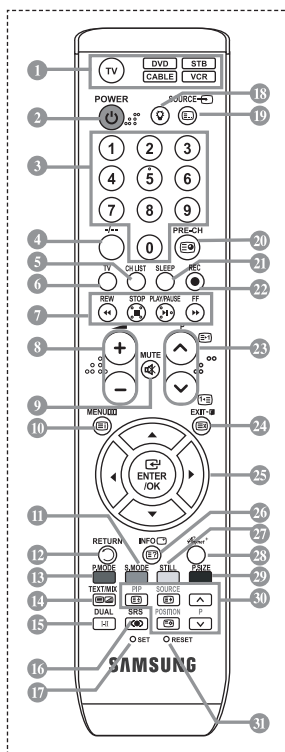 1 TV DVD STB
CABLE VCR
POWER SOURCE 18
2 19
3 1 2 3
4 5 6
7 8 9
4 -/-- 0 PRE-CH 20
5 21
6 TV CH LIST SLEEP REC 22
REW STOP PLAY/PAUSE FF
7
8 + P 23
− MUTE
9
10 MENU EXIT 24
ENTER 25
/OK
11 26
27
12 RETURN INFO 28
13 P.MODE S.MODE STILL P.SIZE 29
14 TEXT/MIX PIP SOURCE 30
15 DUAL SRS POSITION P
I-II
16
17 SET RESET
SAMSUNG
31